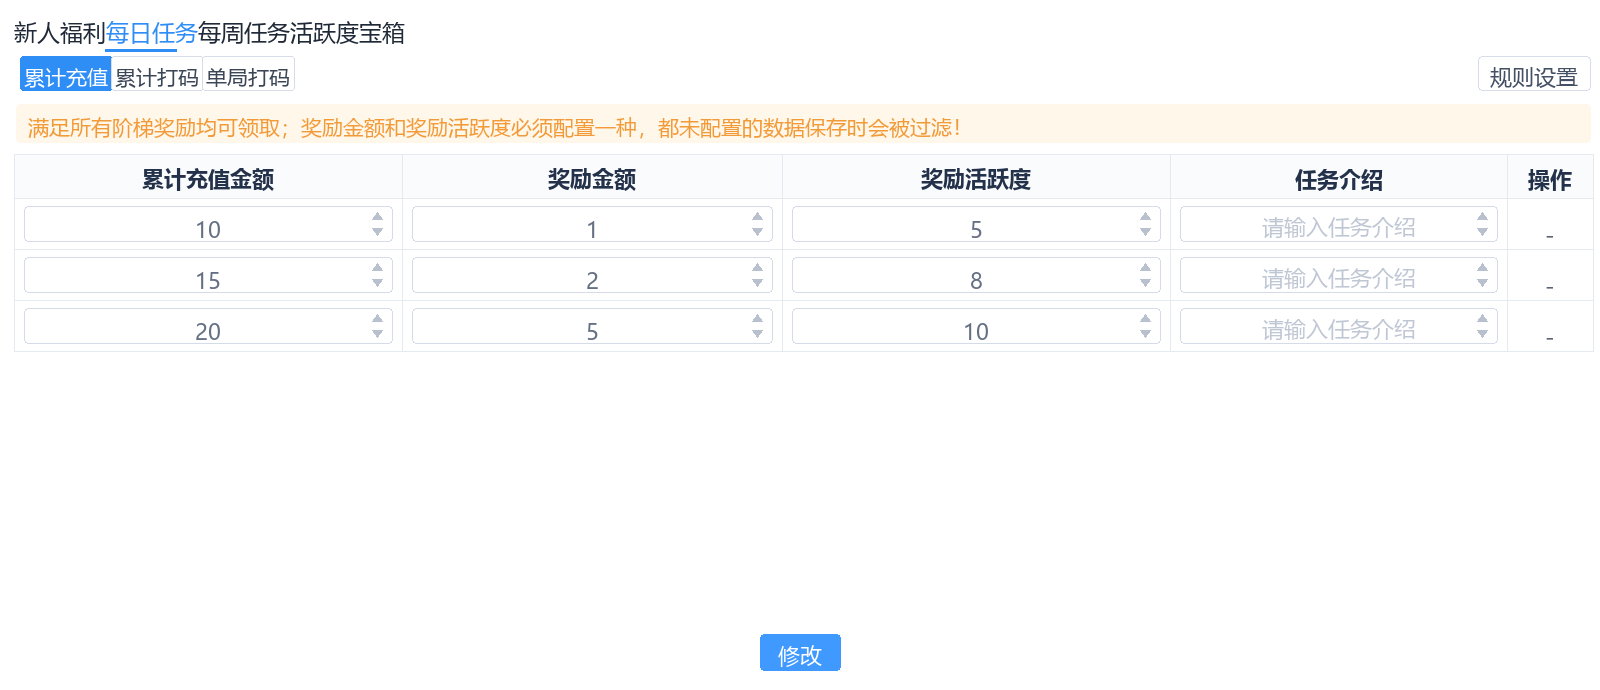 新人福利每日任务每周任务活跃度宝箱
累计充值 累计打码 单局打码 规则设置
满足所有阶梯奖励均可领取；奖励金额和奖励活跃度必须配置一种，都未配置的数据保存时会被过滤！
累计充值金额 奖励金额 奖励活跃度 任务介绍 操作
10 1 5 请输入任务介绍 -
15 2 8 请输入任务介绍 -
20 5 10 请输入任务介绍 -
修改